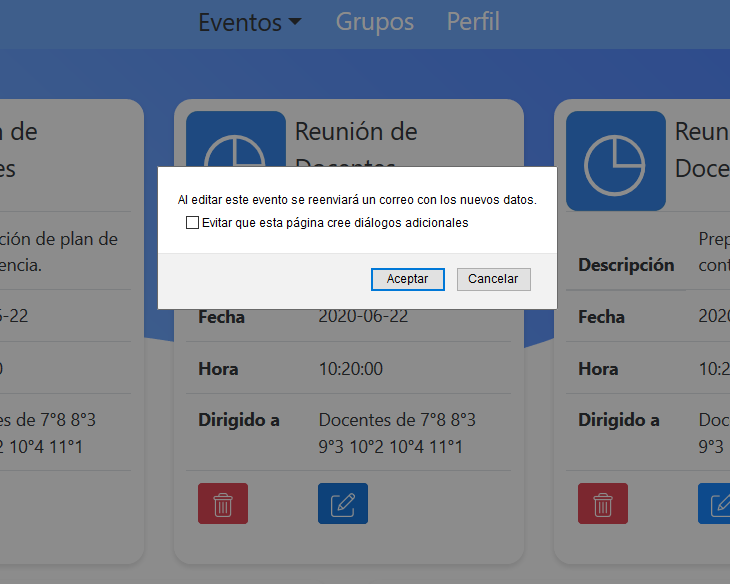 Eventos
Grupos
Perfil
n de
es
Reunión de
Docentes
Reun
Doce
Al editar este evento se reenviará un correo con los nuevos datos.
Evitar que esta página cree diálogos adicionales
Aceptar
Cancelar
ción de plan de
encia.
Descripción
Prep
cont
6-22
Fecha
2020-06-22
Fecha
2020
0
Hora
10:20:00
Hora
10:2
es de 7°8 8°3
2 10°4 11°1
Dirigido a
Docentes de 7°8 8°3
9°3 10°2 10°4 11°1
Dirigido a
Doc
9°3